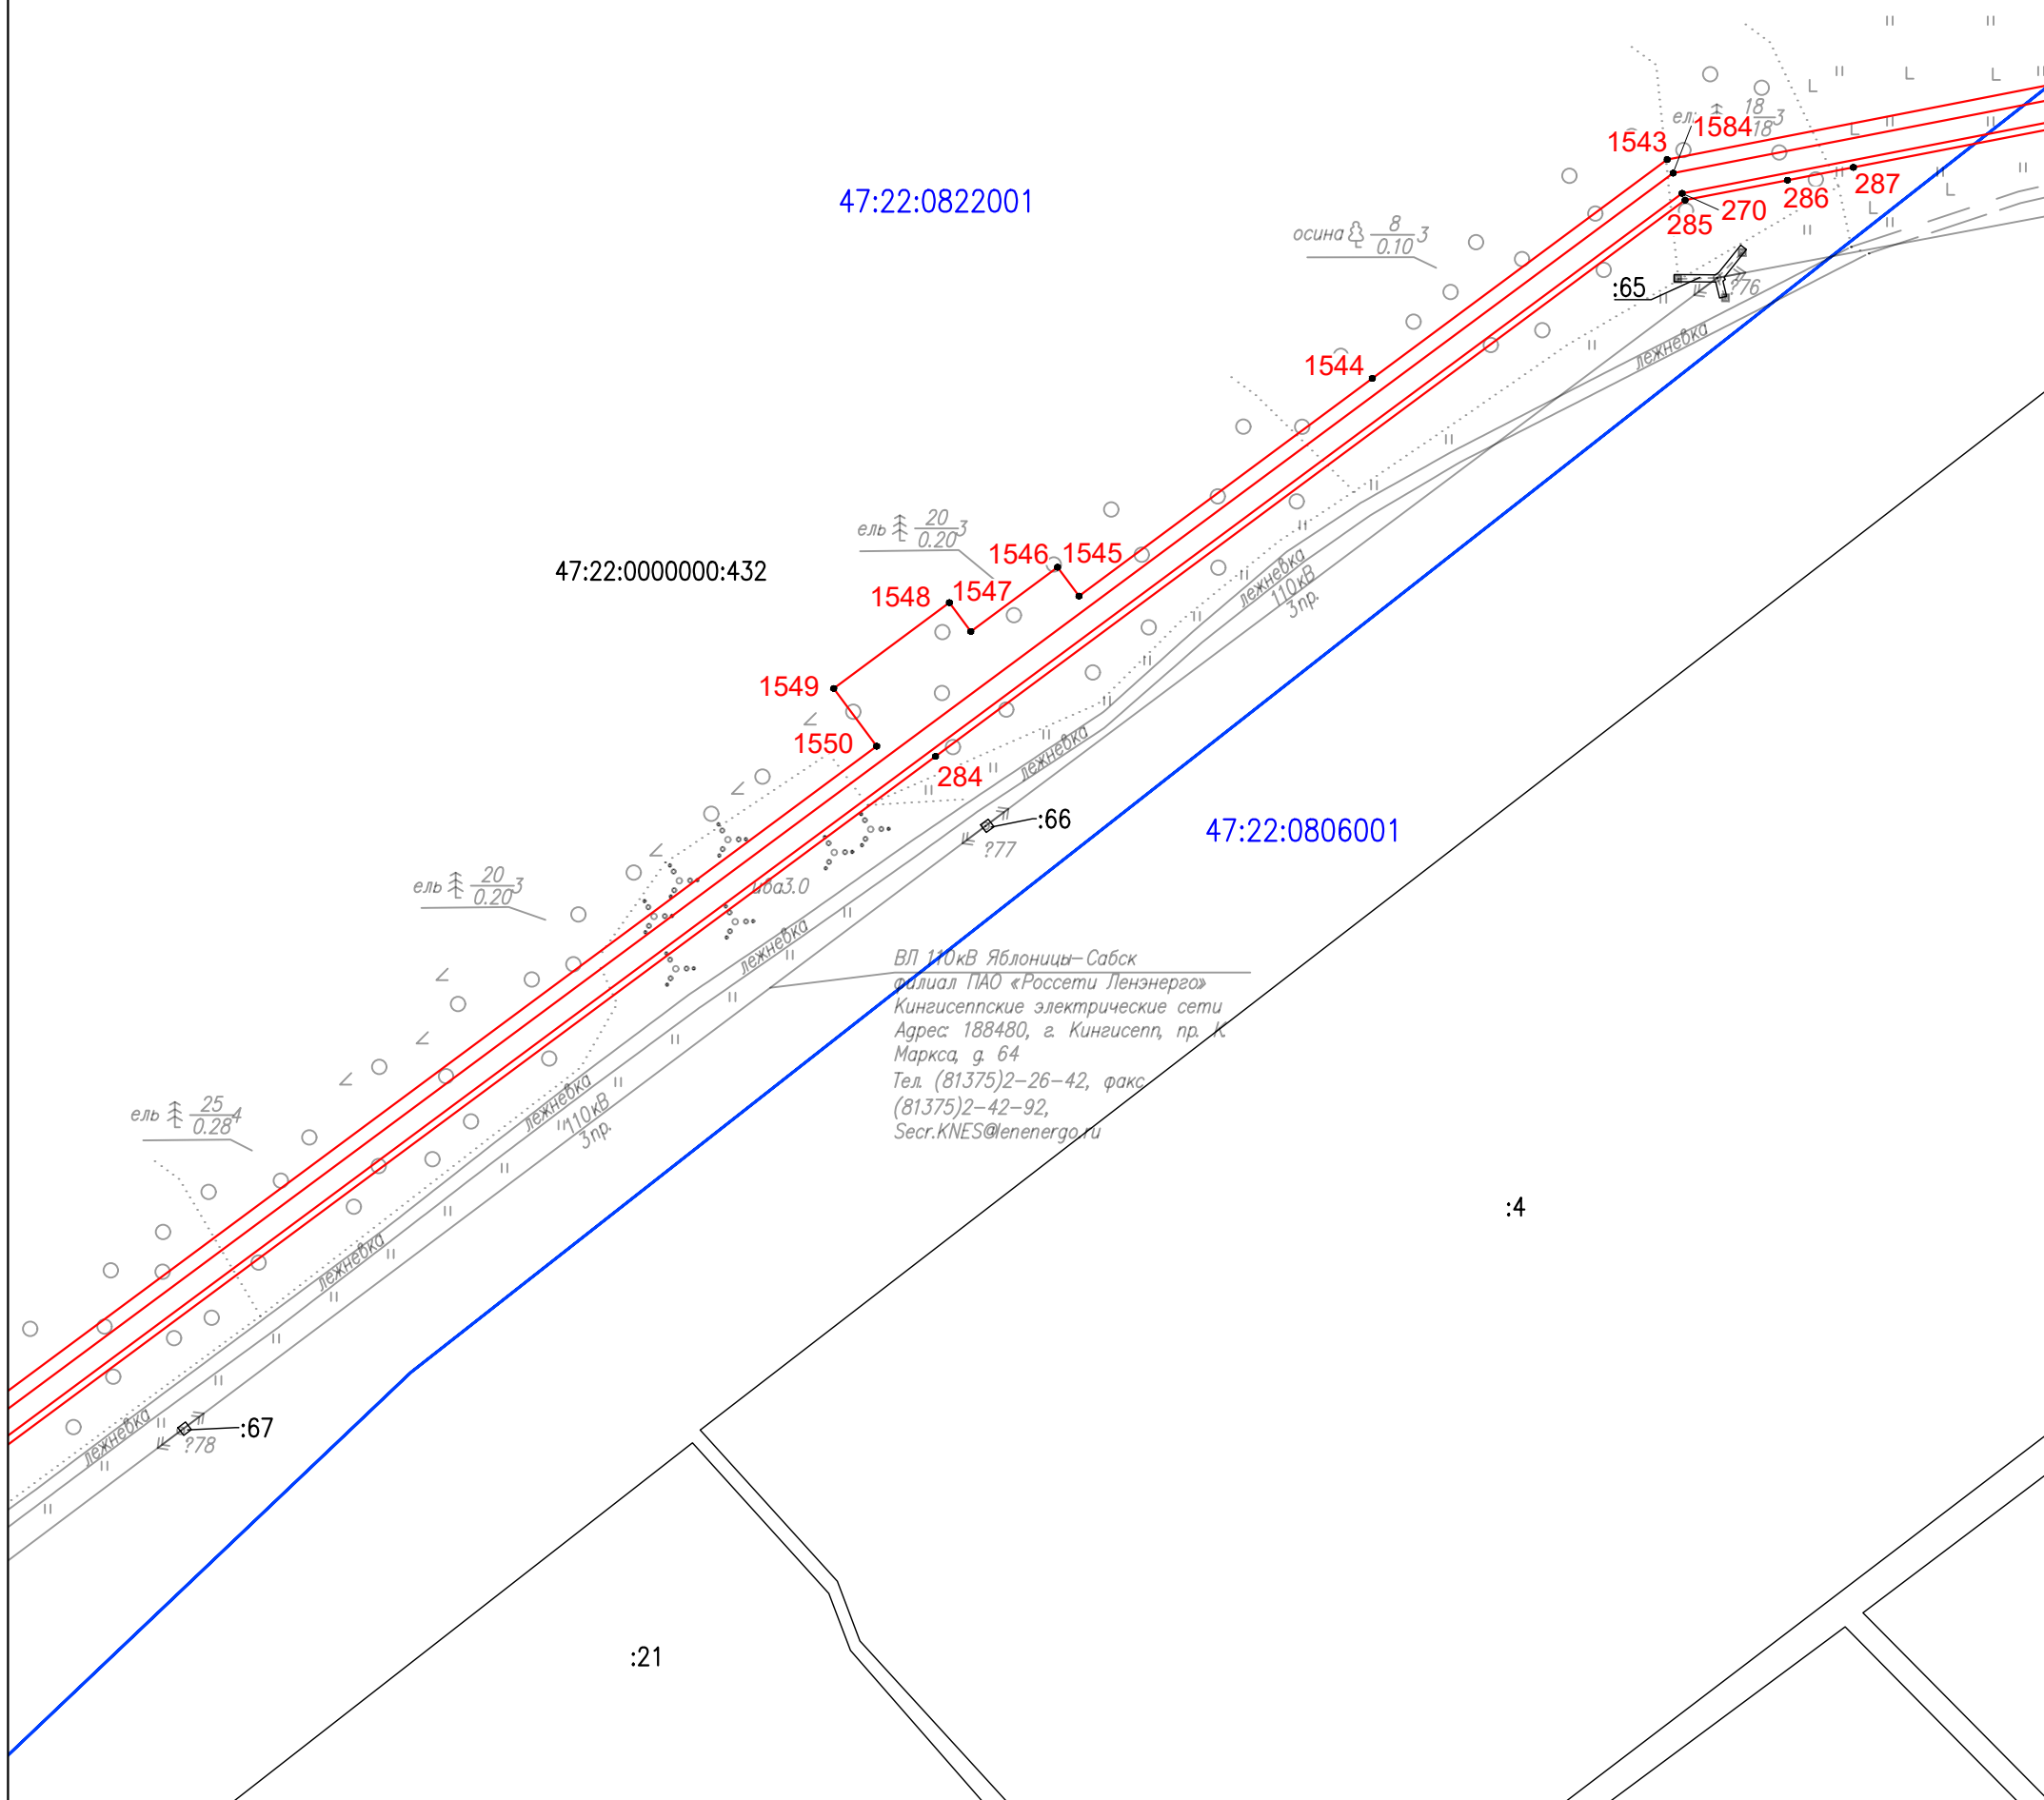 18
18 3
1543
1584
47:22:0822001
287
286
270
285
осина 8 3
0.10
:65
?76
лежневка
1544
ель 20 3
0.20
1546
1545
47:22:0000000:432
1548
1547
лежневка
110кВ
3пр.
1549
1550
лежневка
284
:66
?77
47:22:0806001
ель 20 3
0.20
ива3.0
лежневка
ВЛ 110кВ Яблоницы-Сабск
филиал ПАО «Россети Ленэнерго»
Кингисеппские электрические сети
Адрес: 188480, г. Кингисепп, пр. К
Маркса, д. 64
Тел. (81375)2-26-42, факс
(81375)2-42-92,
Secr.KNES@lenenergo.ru
ель 25 4
0.28
лежневка
110кВ
3пр.
:4
лежневка
лежневка
:67
?78
:21